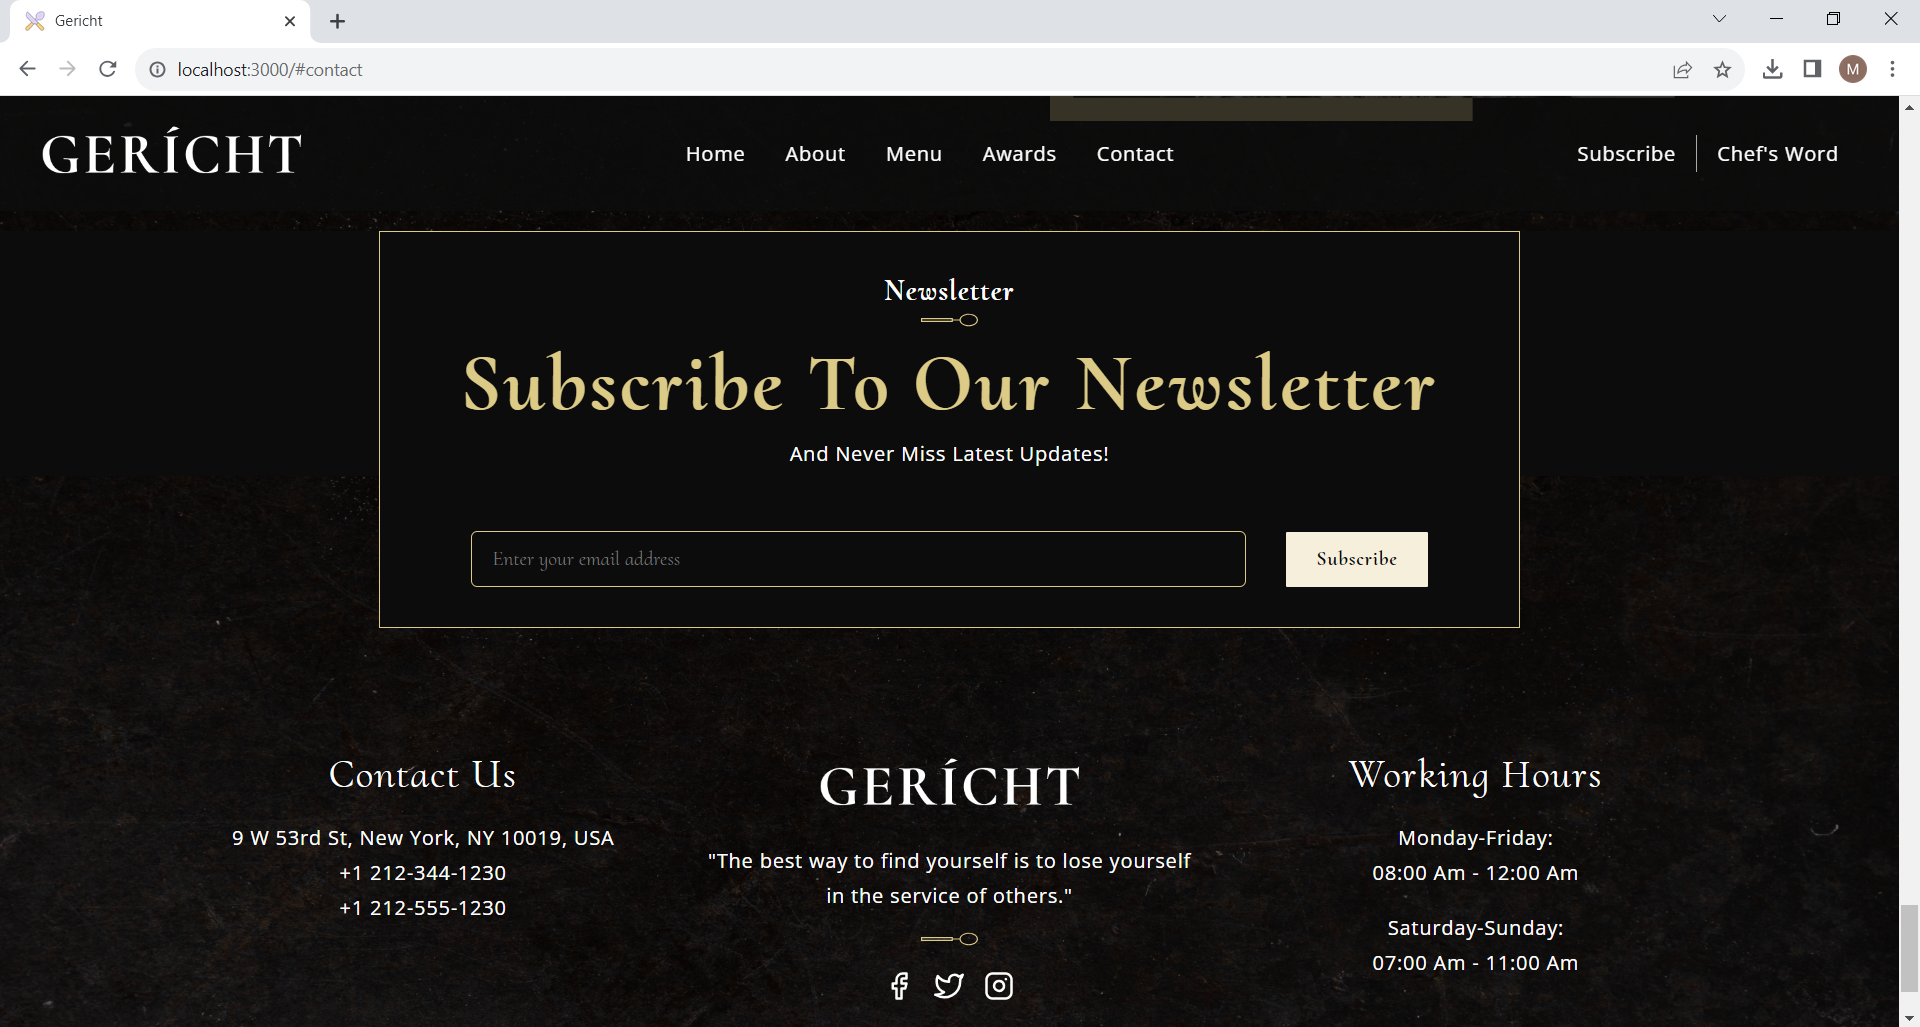 Gericht
localhost:3000/#contact
M
GERÍCHT
Home About Menu Awards Contact
Subscribe Chef's Word
Newsletter
Subscribe To Our Newsletter
And Never Miss Latest Updates!
Enter your email address
Subscribe
Contact Us
9 W 53rd St, New York, NY 10019, USA
+1 212-344-1230
+1 212-555-1230
GERÍCHT
"The best way to find yourself is to lose yourself
in the service of others."
Working Hours
Monday-Friday:
08:00 Am - 12:00 Am
Saturday-Sunday:
07:00 Am - 11:00 Am